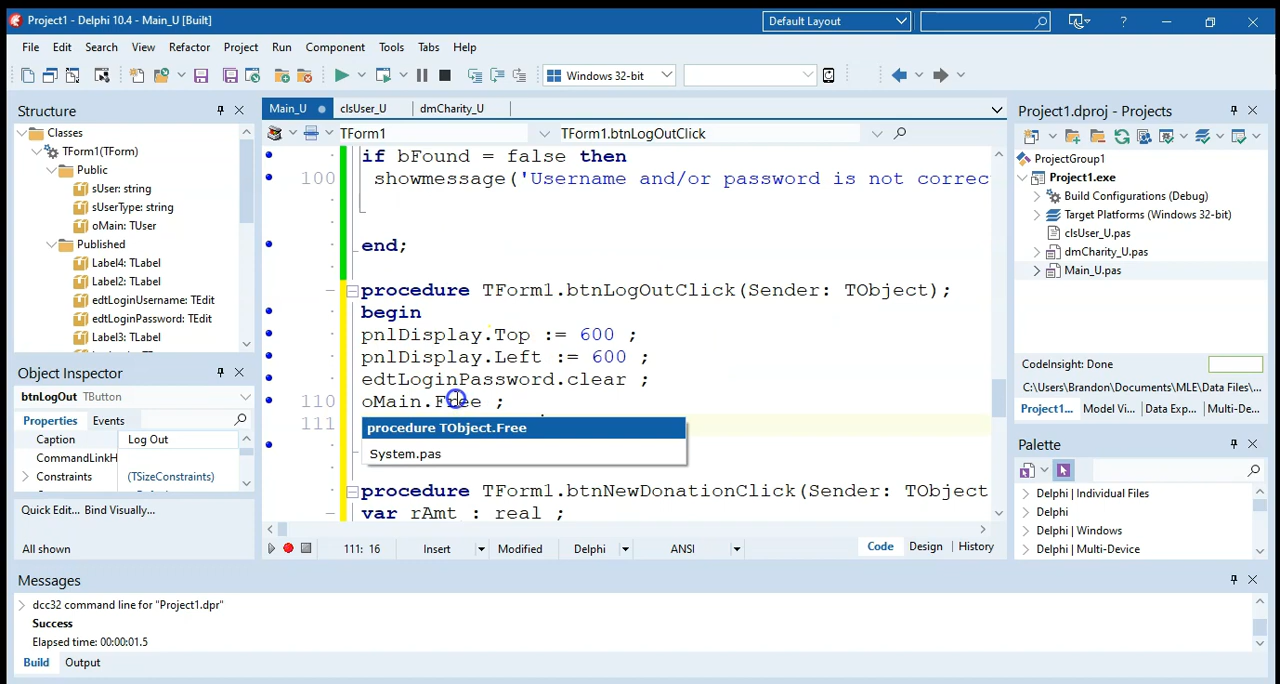 Project1 - Delphi 10.4 - Main_U [Built]
Default Layout
File Edit Search View Refactor Project Run Component Tools Tabs Help
Windows 32-bit
Structure
Classes
TForm1(TForm)
Public
sUser: string
sUserType: string
oMain: TUser
Published
Label4: TLabel
Label2: TLabel
edtLoginUsername: TEdit
edtLoginPassword: TEdit
Label3: TLabel
Object Inspector
btnLogOut TButton
Properties Events
Caption Log Out
CommandLinkH
Constraints (TSizeConstraints)
Quick Edit... Bind Visually...
All shown
Main_U clsUser_U dmCharity_U
TForm1 TForm1.btnLogOutClick
if bFound = false then
100 showmessage('Username and/or password is not correc
end;
procedure TForm1.btnLogOutClick(Sender: TObject);
begin
pnlDisplay.Top := 600 ;
pnlDisplay.Left := 600 ;
edtLoginPassword.clear ;
110 oMain.Free ;
111
procedure TObject.Free
System.pas
procedure TForm1.btnNewDonationClick(Sender: TObject
var rAmt : real ;
111: 16 Insert Modified Delphi ANSI Code Design History
Project1.dproj - Projects
ProjectGroup1
Project1.exe
Build Configurations (Debug)
Target Platforms (Windows 32-bit)
clsUser_U.pas
dmCharity_U.pas
Main_U.pas
CodeInsight: Done
C:\Users\Brandon\Documents\MLE\Data Files\...
Project1... Model Vi... Data Exp... Multi-De...
Palette
Delphi | Individual Files
Delphi
Delphi | Windows
Delphi | Multi-Device
Messages
dcc32 command line for "Project1.dpr"
Success
Elapsed time: 00:00:01.5
Build Output